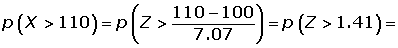 p(X > 110) = p(Z > (110 − 100)/7.07) = p(Z > 1.41) =